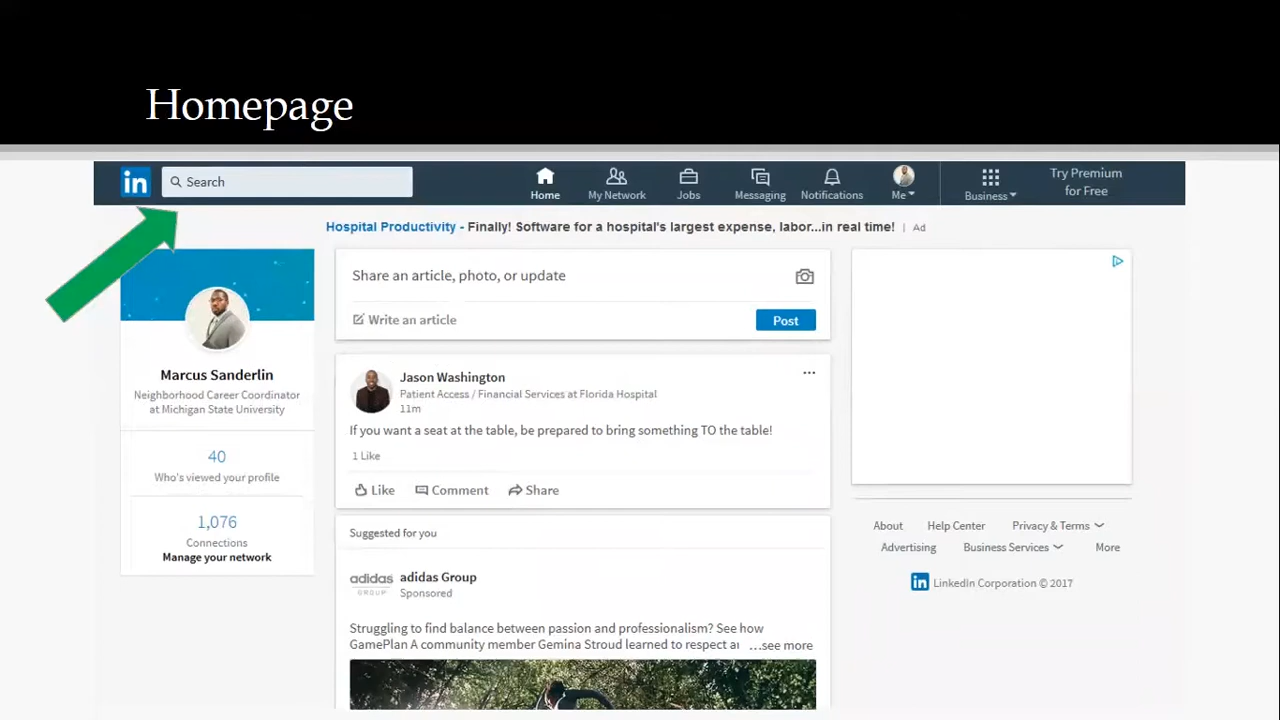 Homepage
in
Search
Home
My Network
Jobs
Messaging
Notifications
Me
Business
Try Premium
for Free
Hospital Productivity - Finally! Software for a hospital's largest expense, labor...in real time! | Ad
Marcus Sanderlin
Neighborhood Career Coordinator
at Michigan State University
40
Who's viewed your profile
1,076
Connections
Manage your network
Share an article, photo, or update
Write an article
Post
Jason Washington
Patient Access / Financial Services at Florida Hospital
11m
If you want a seat at the table, be prepared to bring something TO the table!
1 Like
Like
Comment
Share
Suggested for you
adidas
GROUP
adidas Group
Sponsored
Struggling to find balance between passion and professionalism? See how
GamePlan A community member Gemina Stroud learned to respect a ...see more
About Help Center Privacy & Terms
Advertising Business Services More
in LinkedIn Corporation © 2017